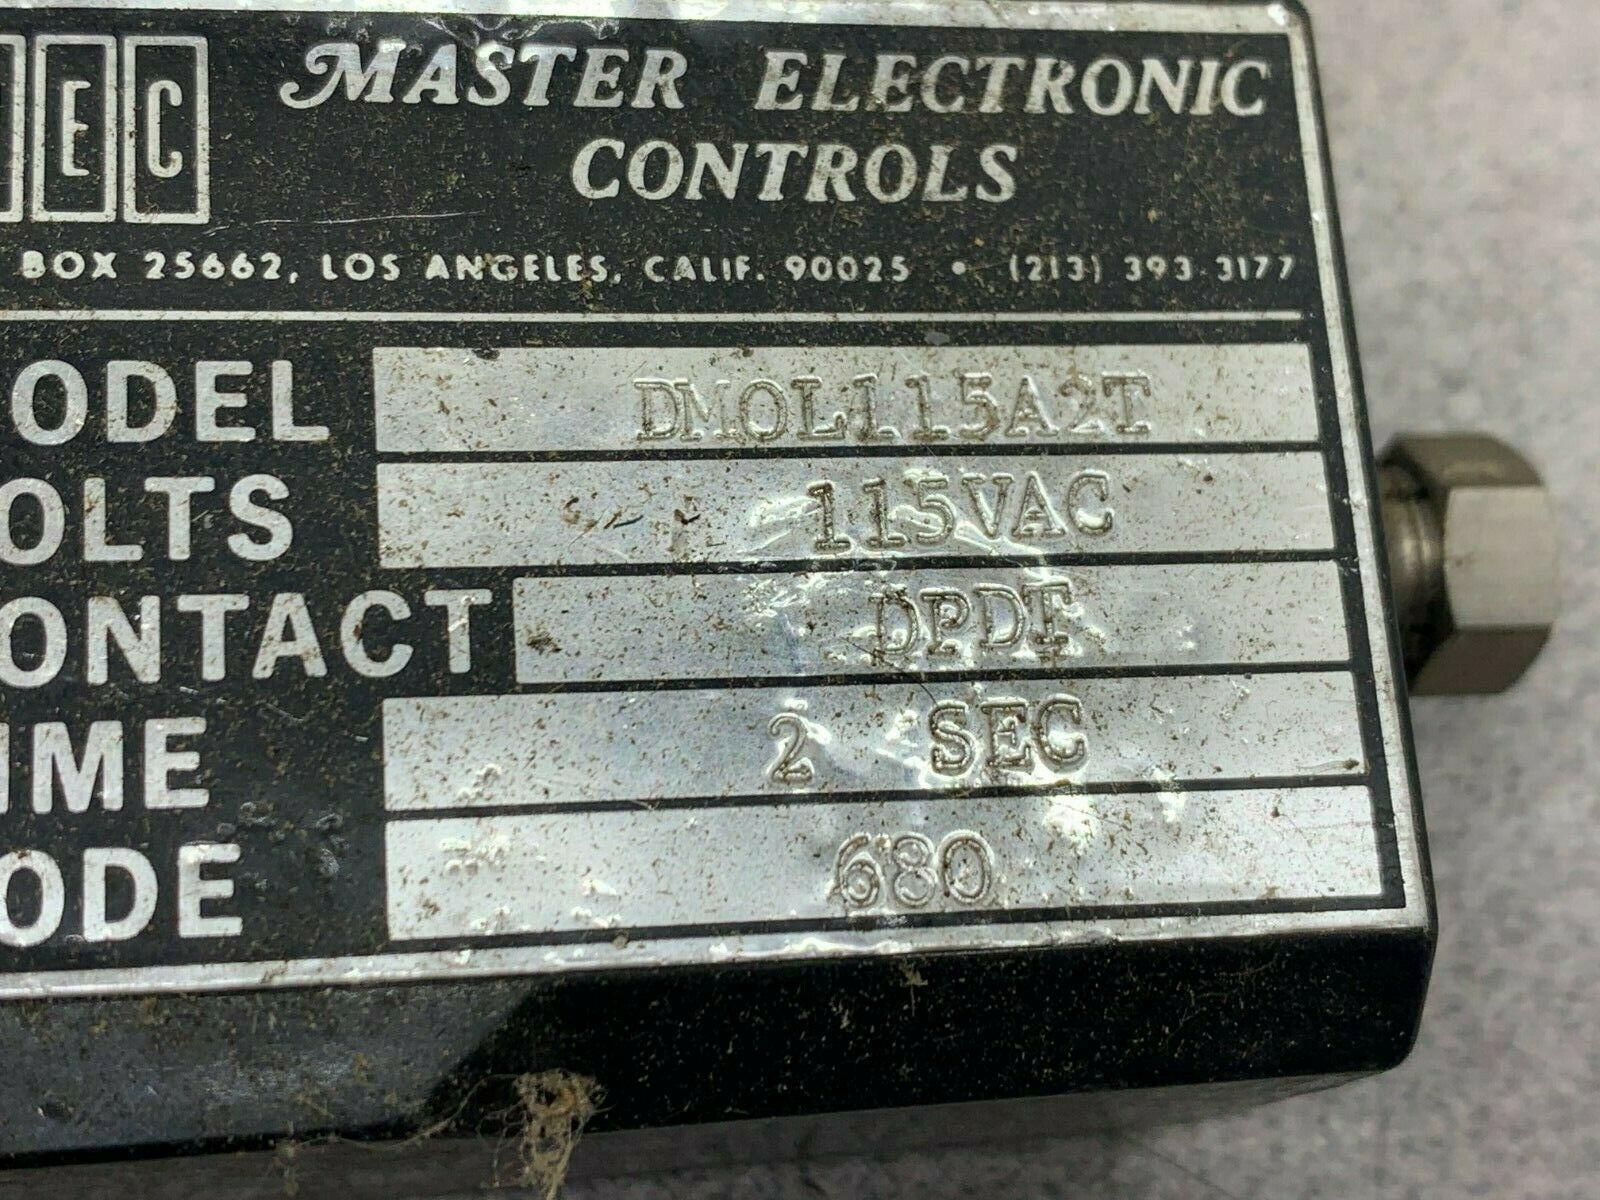 EC
MASTER ELECTRONIC
CONTROLS
BOX 25662, LOS ANGELES, CALIF. 90025 • (213) 393-3177
ODEL DMOL115A2T
OLTS 115VAC
ONTACT DPDT
IME 2 SEC
ODE 680